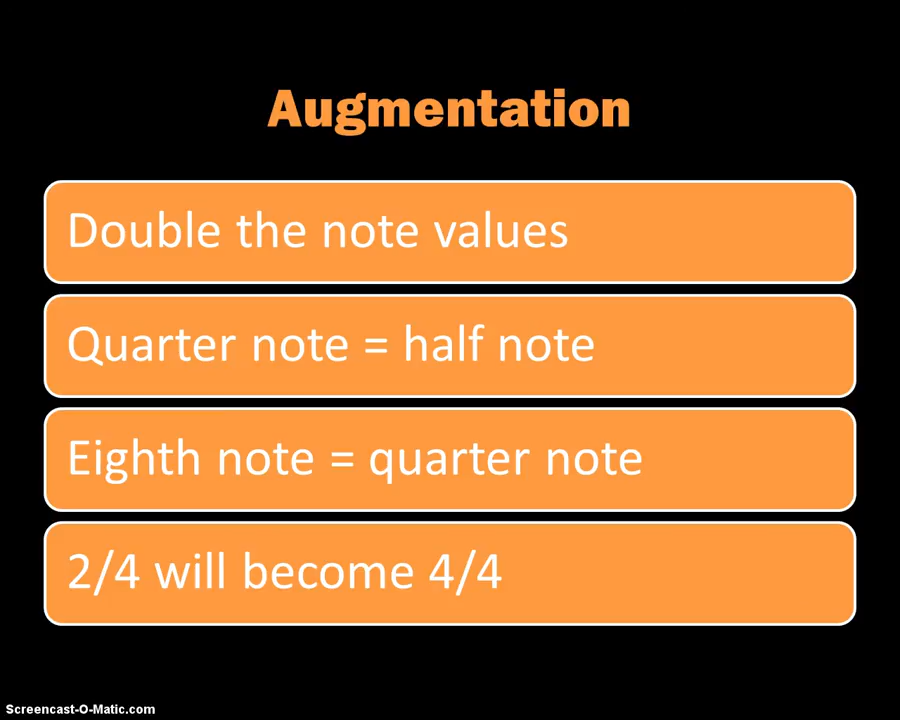 Augmentation
Double the note values
Quarter note = half note
Eighth note = quarter note
2/4 will become 4/4
Screencast-O-Matic.com